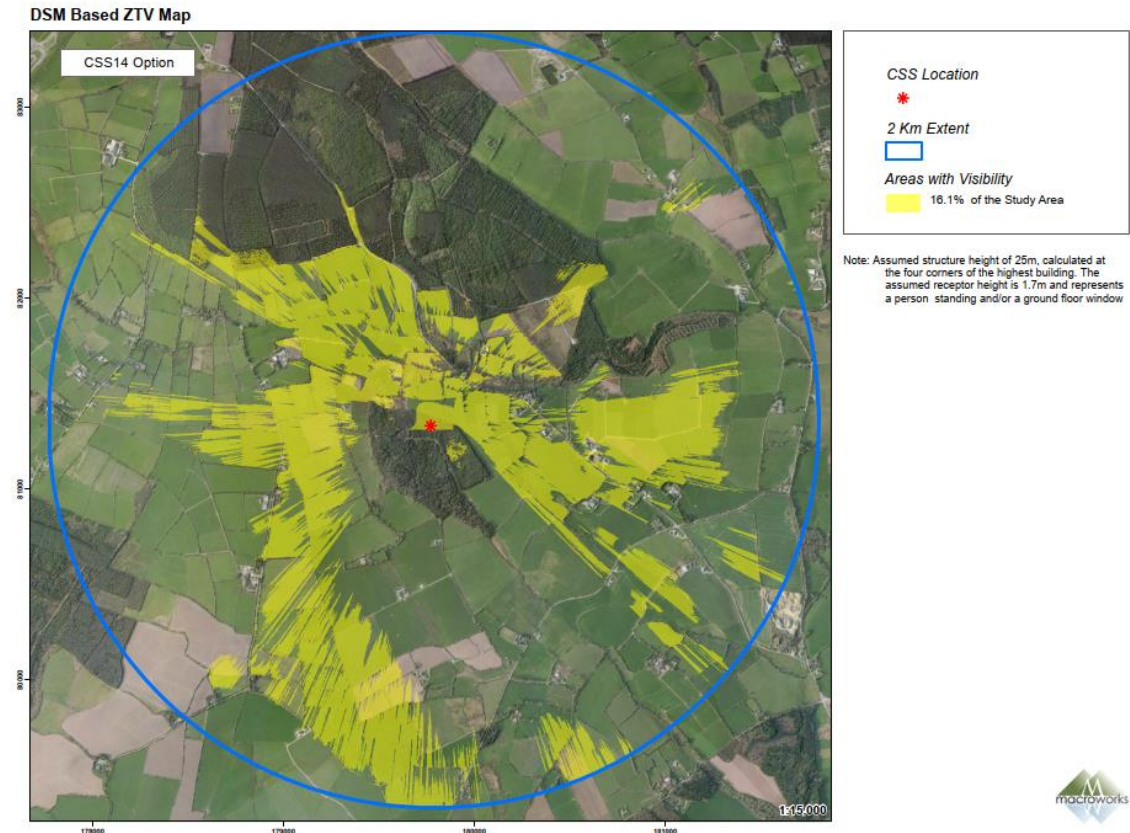 DSM Based ZTV Map
CSS14 Option
CSS Location
2 Km Extent
Areas with Visibility
16.1% of the Study Area
Note: Assumed structure height of 25m, calculated at
the four corners of the highest building. The
assumed receptor height is 1.7m and represents
a person standing and/or a ground floor window
83000
82000
81000
80000
1:15,000
178000 179000 180000 181000
macroworks